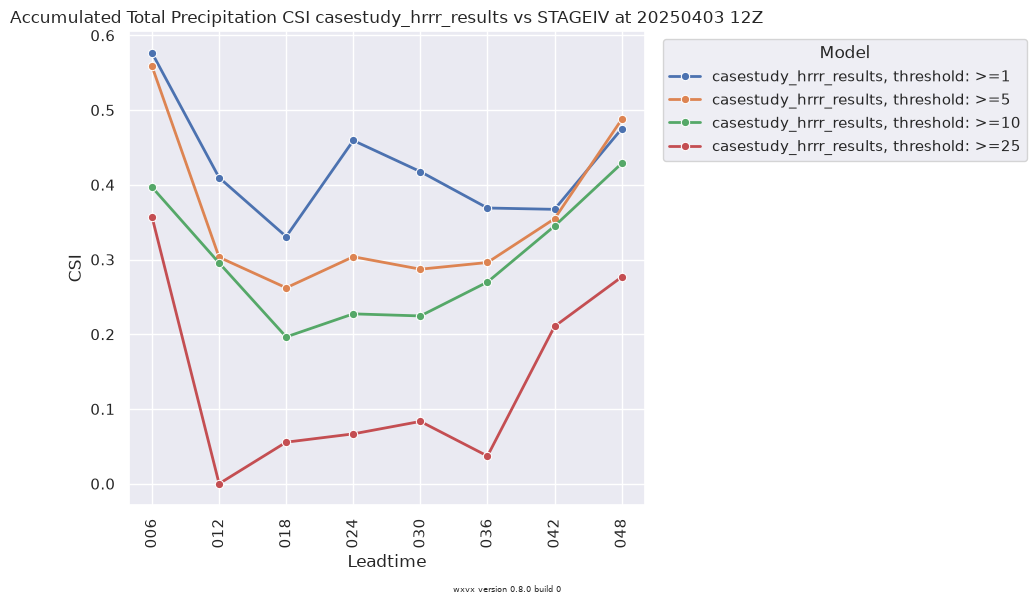 Accumulated Total Precipitation CSI casestudy_hrrr_results vs STAGEIV at 20250403 12Z
Model
casestudy_hrrr_results, threshold: >=1
casestudy_hrrr_results, threshold: >=5
casestudy_hrrr_results, threshold: >=10
casestudy_hrrr_results, threshold: >=25
CSI
0.6
0.5
0.4
0.3
0.2
0.1
0.0
006
012
018
024
030
036
042
048
Leadtime
wxvx version 0.8.0 build 0